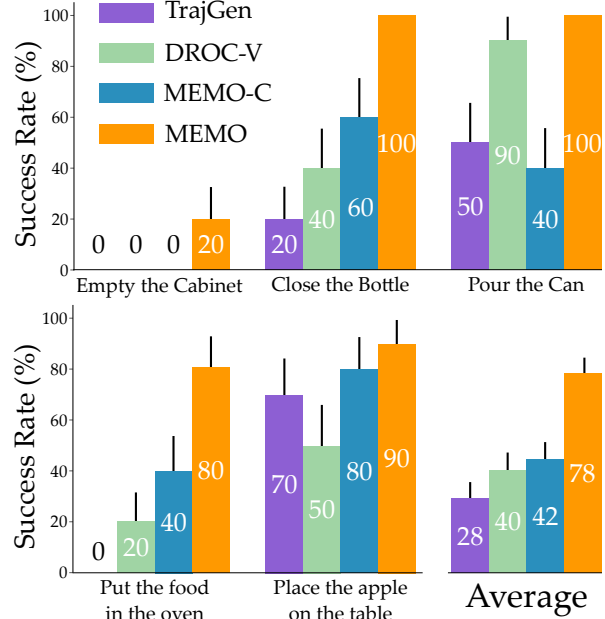 Success Rate (%)
100
80
60
40
20
0
TrajGen
DROC-V
MEMO-C
MEMO
0 0 0 20
20 40 60 100
50 90 40 100
Empty the Cabinet Close the Bottle Pour the Can
Success Rate (%)
100
80
60
40
20
0
0 20 40 80
70 50 80 90
28 40 42 78
Put the food
in the oven
Place the apple
on the table
Average